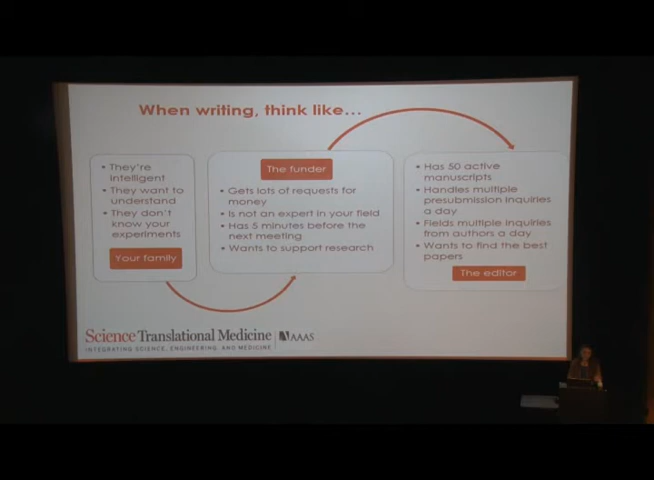 When writing, think like...
• They're
intelligent
• They want to
understand
• They don't
know your
experiments
Your family
The funder
• Gets lots of requests for
money
• Is not an expert in your field
• Has 5 minutes before the
next meeting
• Wants to support research
• Has 50 active
manuscripts
• Handles multiple
presubmission inquiries
a day
• Fields multiple inquiries
from authors a day
• Wants to find the best
papers
The editor
Science Translational Medicine
INTEGRATING SCIENCE, ENGINEERING, AND MEDICINE
AAAS